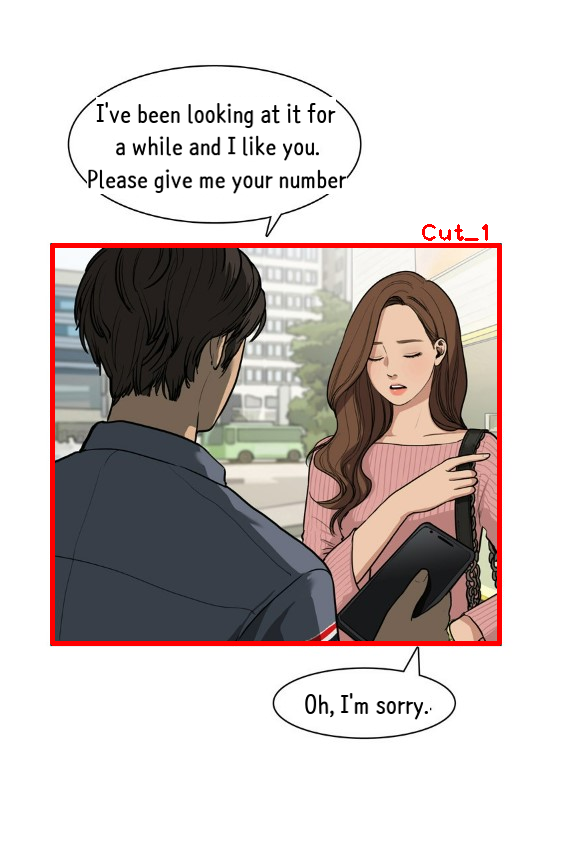 I've been looking at it for
a while and I like you.
Please give me your number
Cut_1
Oh, I'm sorry.